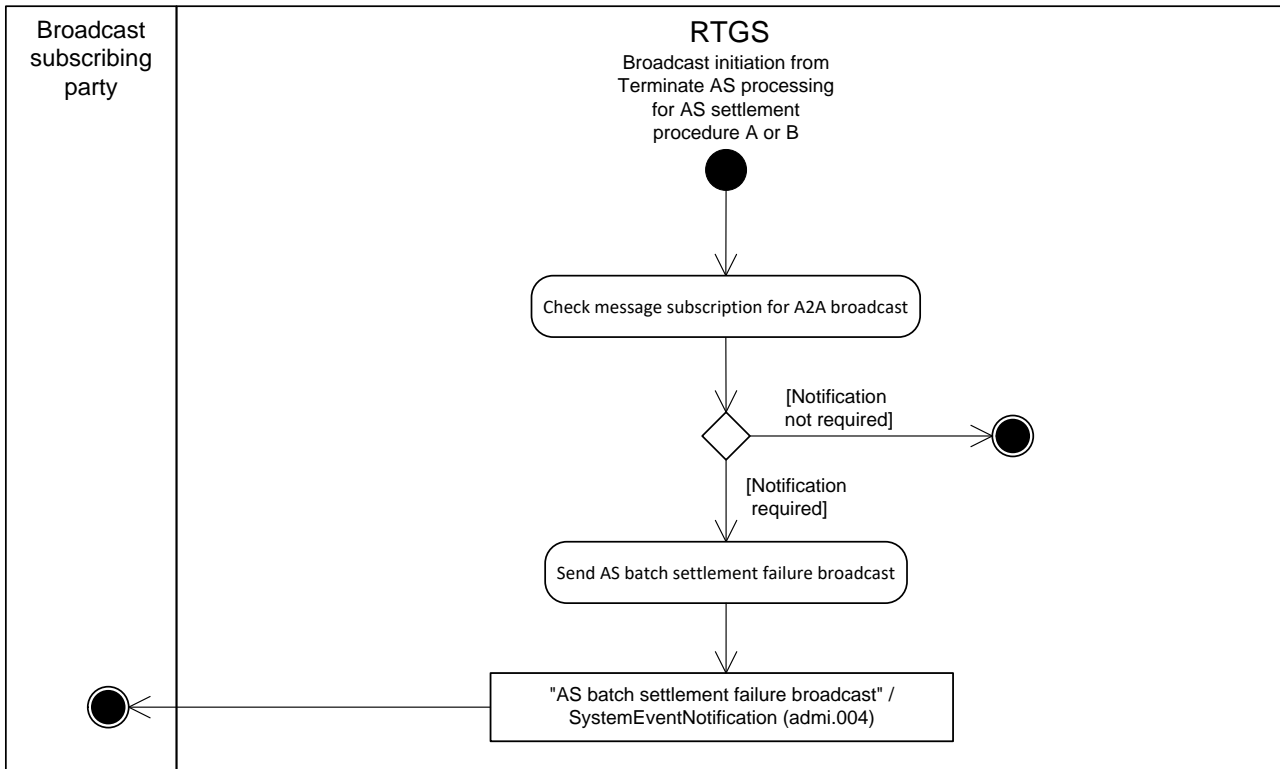 Broadcast
subscribing
party
RTGS
Broadcast initiation from
Terminate AS processing
for AS settlement
procedure A or B
Check message subscription for A2A broadcast
[Notification
not required]
[Notification
required]
Send AS batch settlement failure broadcast
"AS batch settlement failure broadcast" /
SystemEventNotification (admi.004)